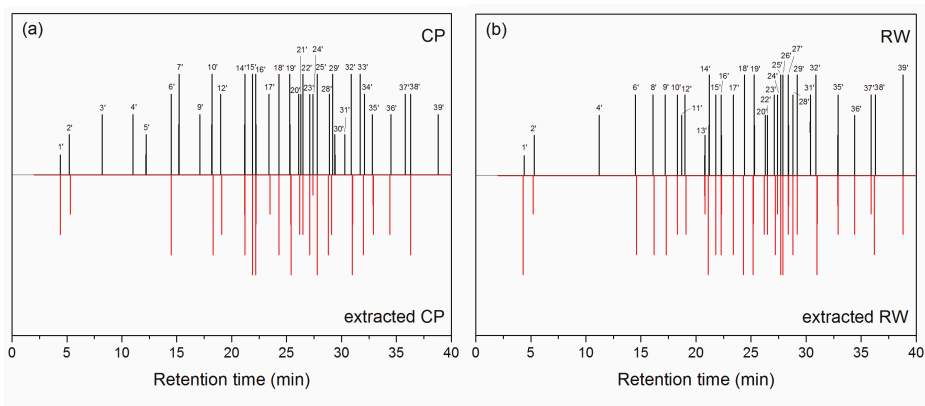 (a)
CP
1' 2' 3' 4' 5' 6' 7' 9' 10' 12' 14' 15' 16' 17' 18' 19' 20' 21' 22' 23' 24' 25' 28' 29' 30' 31' 32' 33' 34' 35' 36' 37' 38' 39'
extracted CP
0 5 10 15 20 25 30 35 40
Retention time (min)
(b)
RW
1' 2' 4' 6' 8' 9' 10' 11' 12' 13' 14' 15' 16' 17' 18' 19' 20' 22' 23' 24' 25' 26' 27' 28' 29' 31' 32' 35' 36' 37' 38' 39'
extracted RW
0 5 10 15 20 25 30 35 40
Retention time (min)